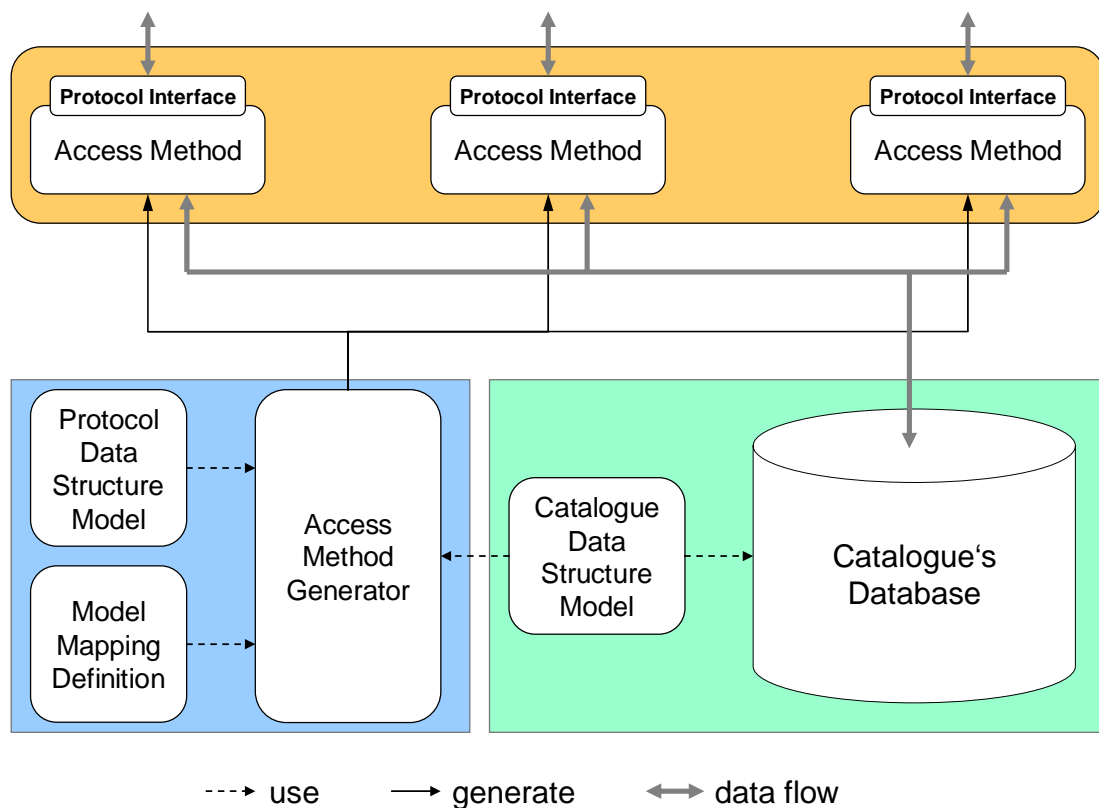 Protocol Interface
Access Method
Protocol Interface
Access Method
Protocol Interface
Access Method
Protocol
Data
Structure
Model
Model
Mapping
Definition
Access
Method
Generator
Catalogue
Data
Structure
Model
Catalogue‘s
Database
use
generate
data flow